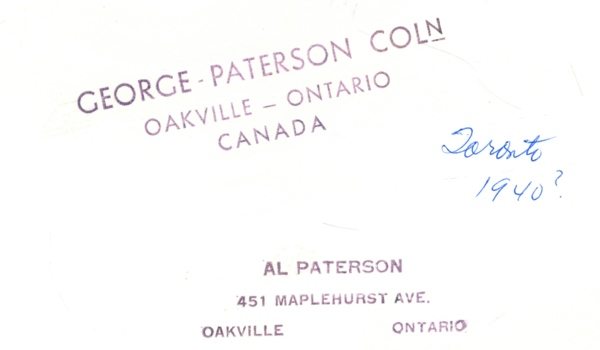 GEORGE-PATERSON COLN
OAKVILLE - ONTARIO
CANADA
Toronto
1940?
AL PATERSON
451 MAPLEHURST AVE.
OAKVILLE ONTARIO